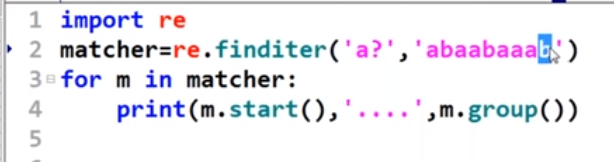 1 import re
2 matcher=re.finditer('a?','abaabaaab')
3 for m in matcher:
4 print(m.start(),'....',m.group())
5